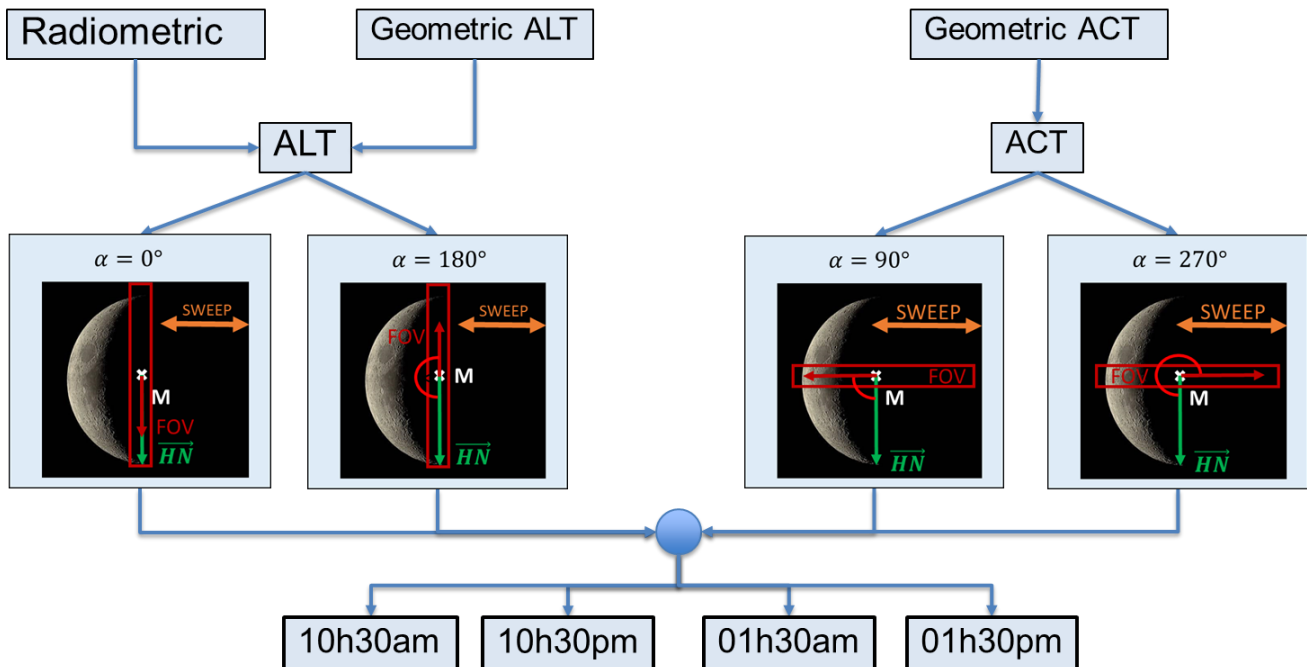 Radiometric
Geometric ALT
Geometric ACT
ALT
ACT
α = 0°
SWEEP
M
FOV
HN
α = 180°
SWEEP
FOV
M
HN
α = 90°
SWEEP
FOV
M
HN
α = 270°
SWEEP
FOV
M
HN
10h30am
10h30pm
01h30am
01h30pm